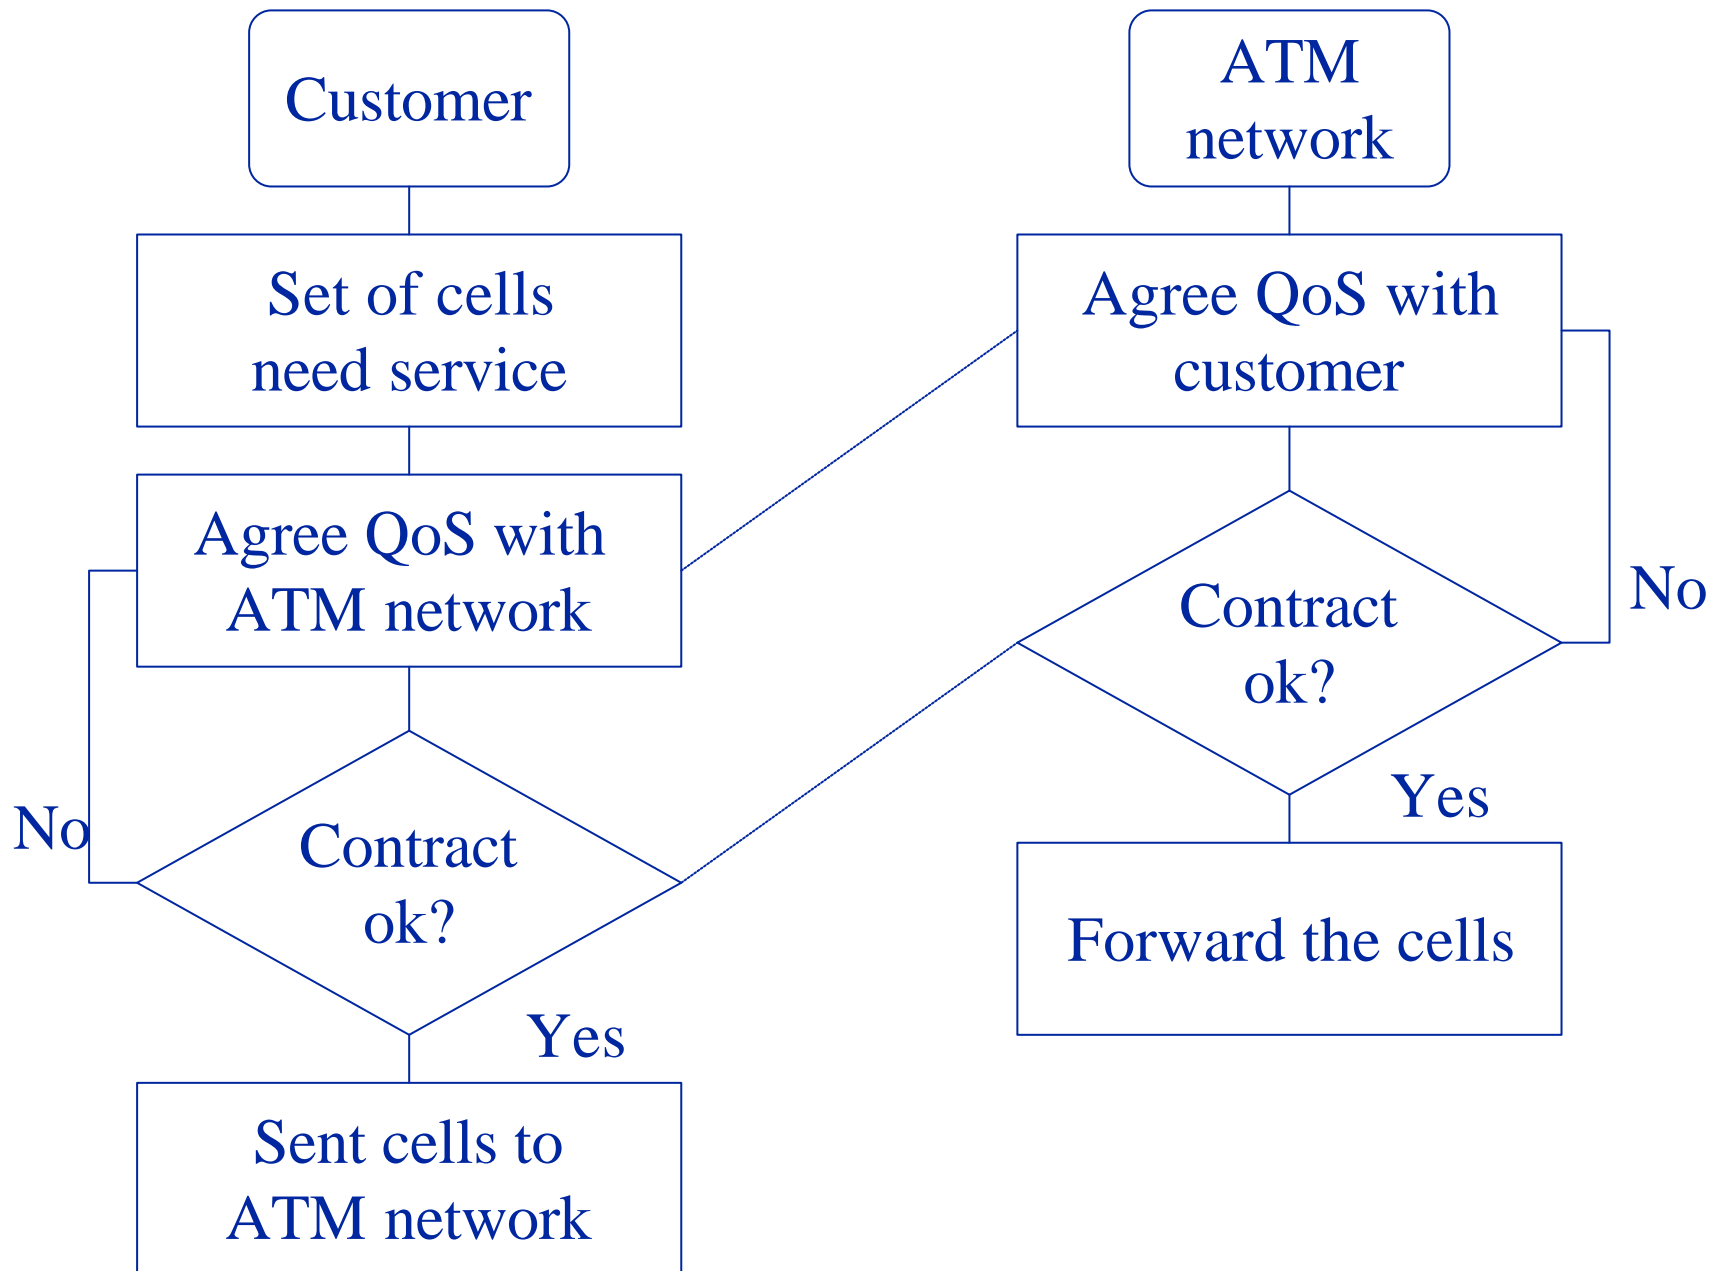 Customer
Set of cells
need service
Agree QoS with
ATM network
No
Contract
ok?
Yes
Sent cells to
ATM network
ATM
network
Agree QoS with
customer
No
Contract
ok?
Yes
Forward the cells